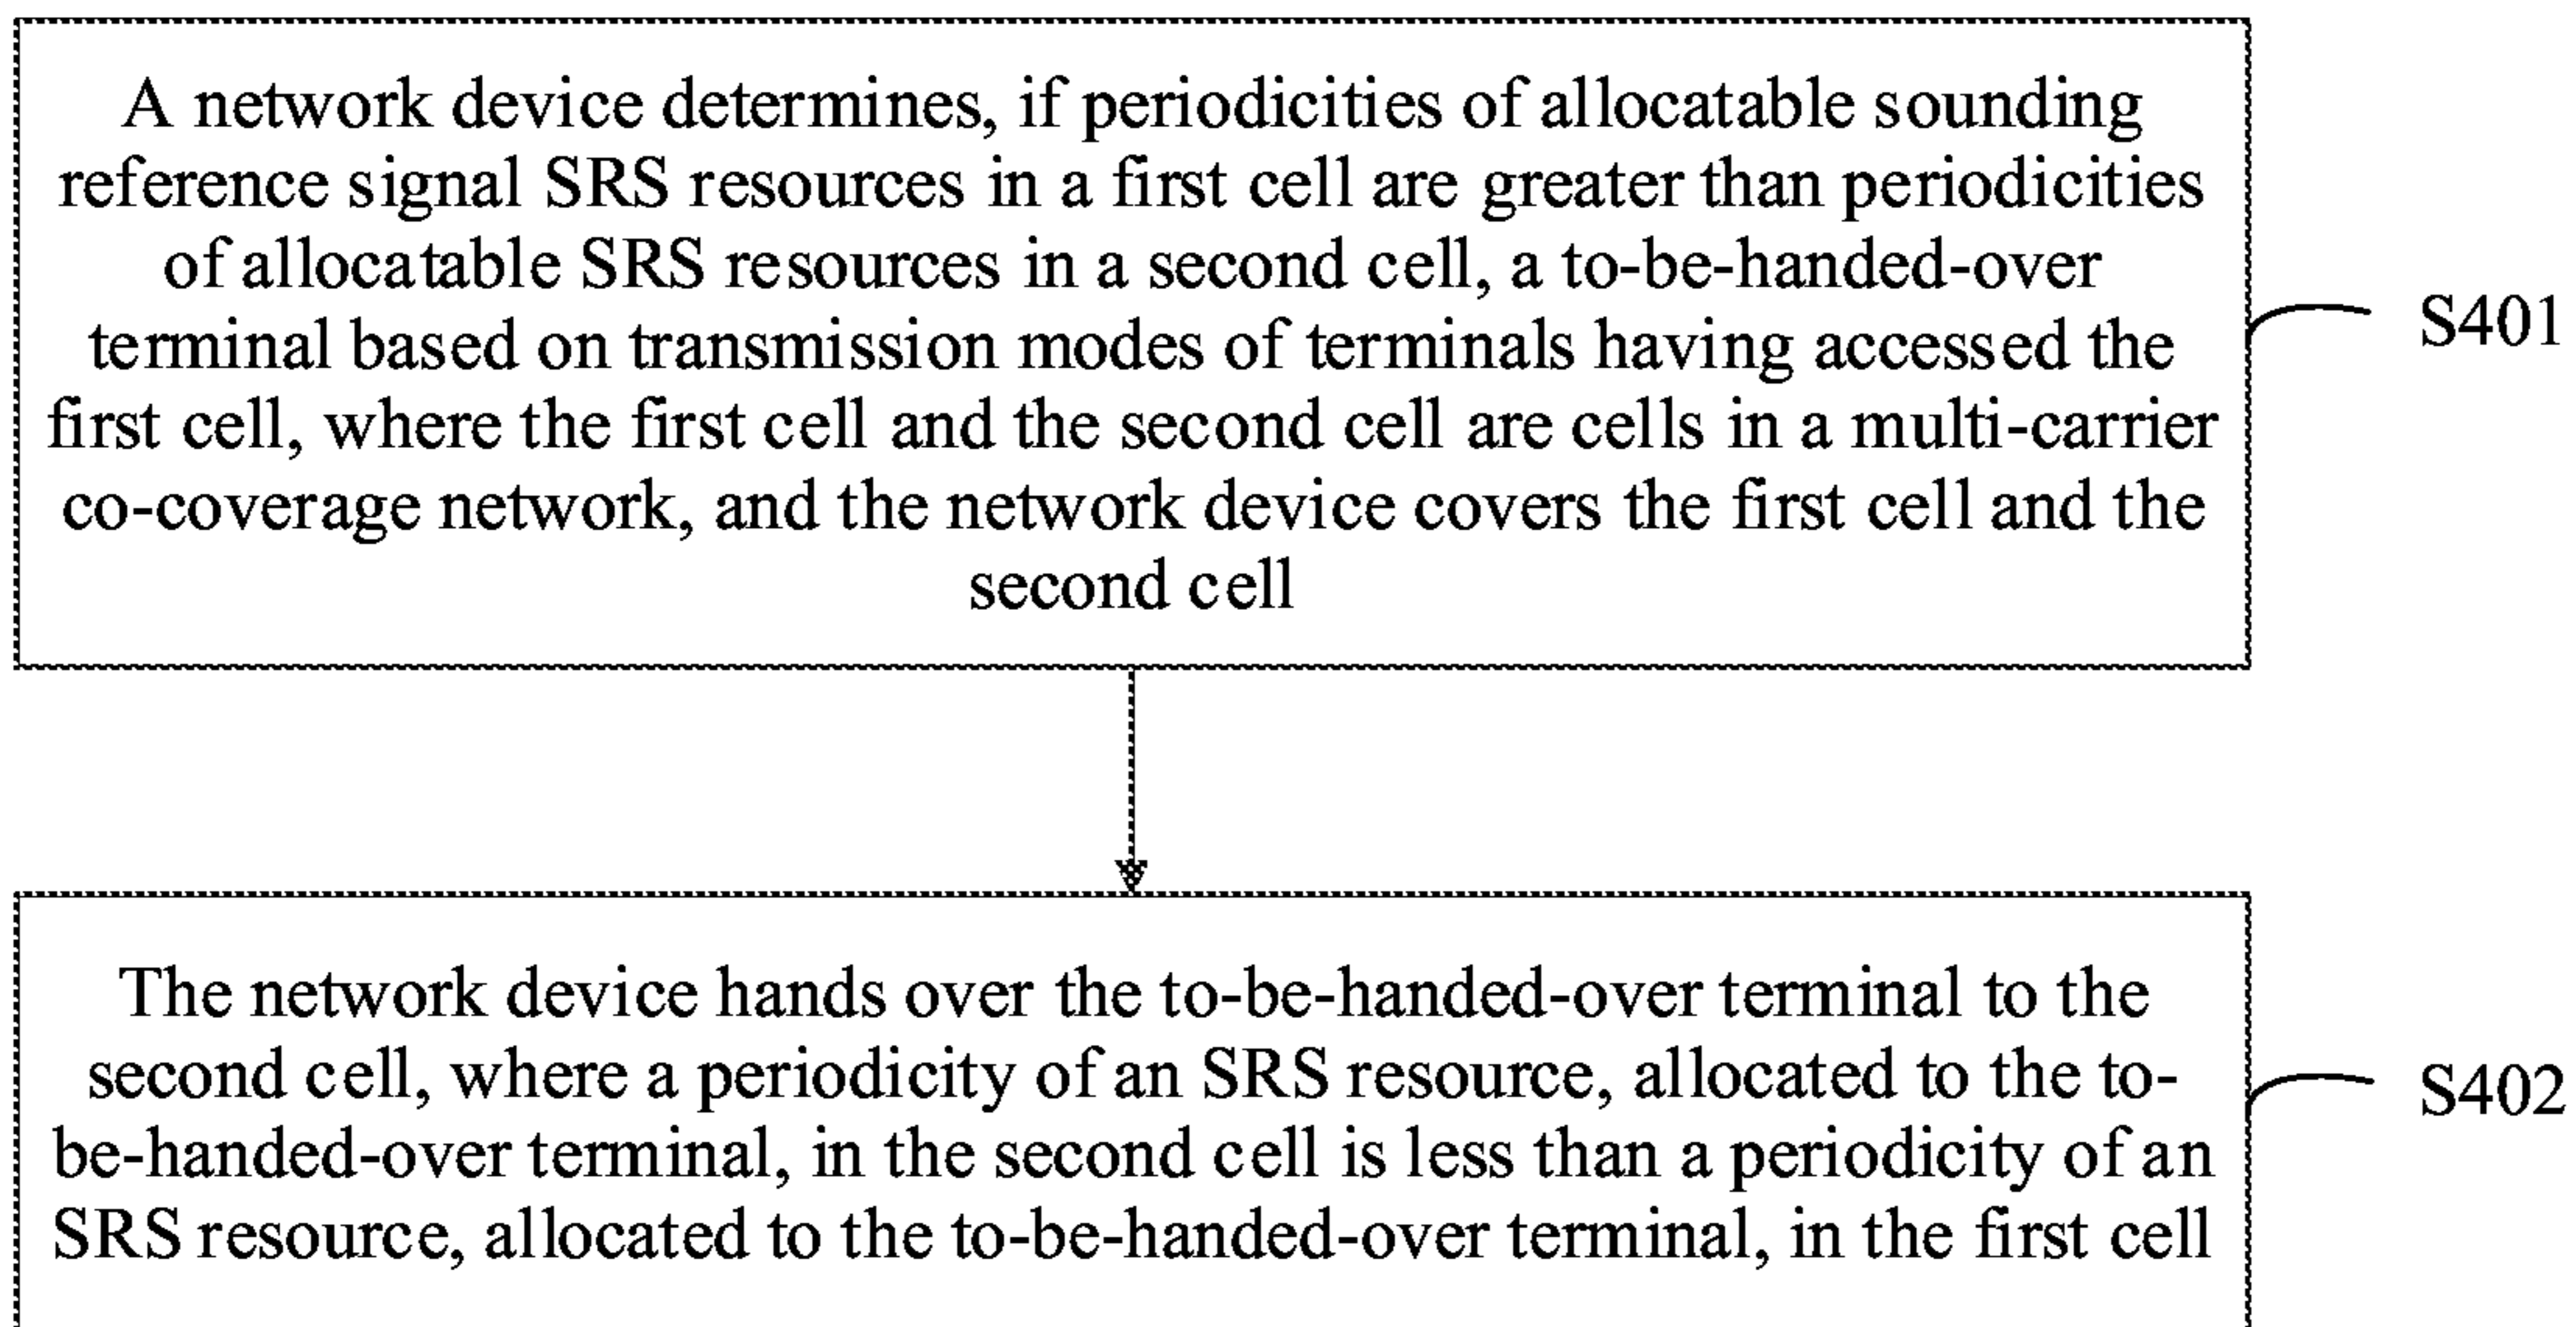 A network device determines, if periodicities of allocatable sounding
reference signal SRS resources in a first cell are greater than periodicities
of allocatable SRS resources in a second cell, a to-be-handed-over
terminal based on transmission modes of terminals having accessed the
first cell, where the first cell and the second cell are cells in a multi-carrier
co-coverage network, and the network device covers the first cell and the
second cell
S401
The network device hands over the to-be-handed-over terminal to the
second cell, where a periodicity of an SRS resource, allocated to the to-
be-handed-over terminal, in the second cell is less than a periodicity of an
SRS resource, allocated to the to-be-handed-over terminal, in the first cell
S402